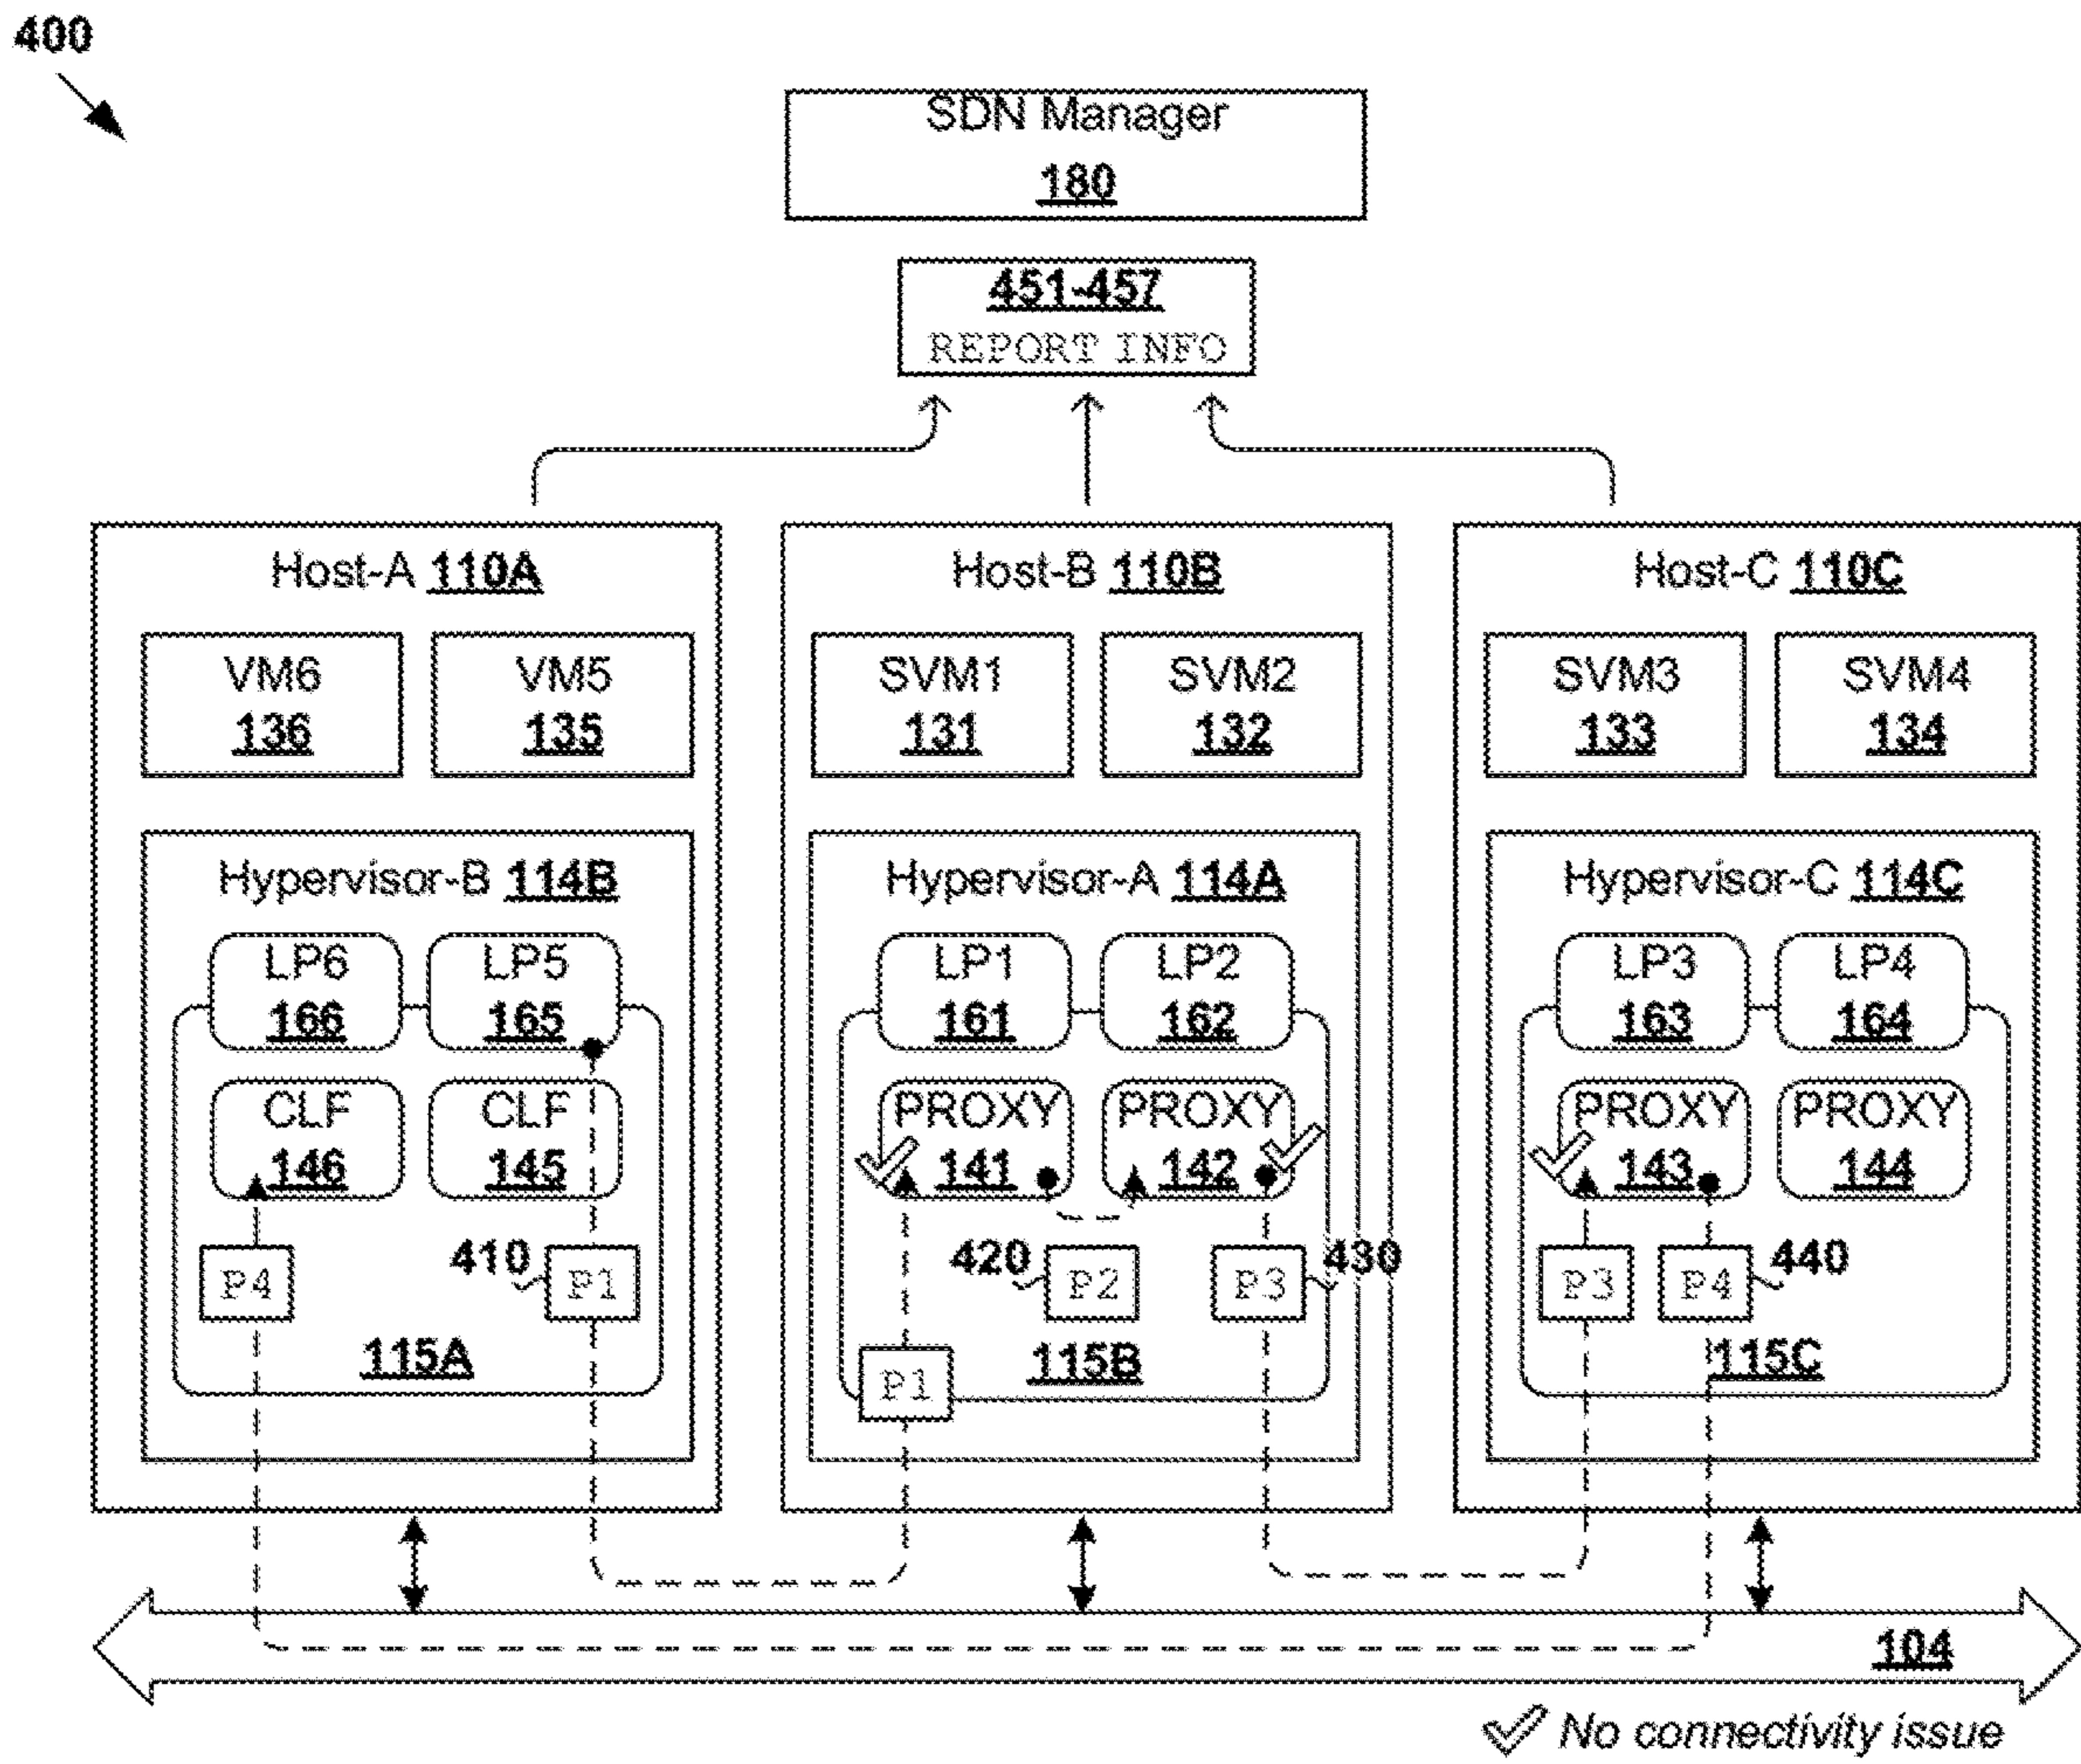 400
SDN Manager
180
451-457
REPORT INFO
Host-A 110A
VM6
136
VM5
135
Hypervisor-B 114B
LP6
166
LP5
165
CLF
146
CLF
145
P4
410
P1
115A
Host-B 110B
SVM1
131
SVM2
132
Hypervisor-A 114A
LP1
161
LP2
162
PROXY
141
PROXY
142
420
P2
P3
430
P1
115B
Host-C 110C
SVM3
133
SVM4
134
Hypervisor-C 114C
LP3
163
LP4
164
PROXY
143
PROXY
144
P3
P4
440
115C
104
No connectivity issue